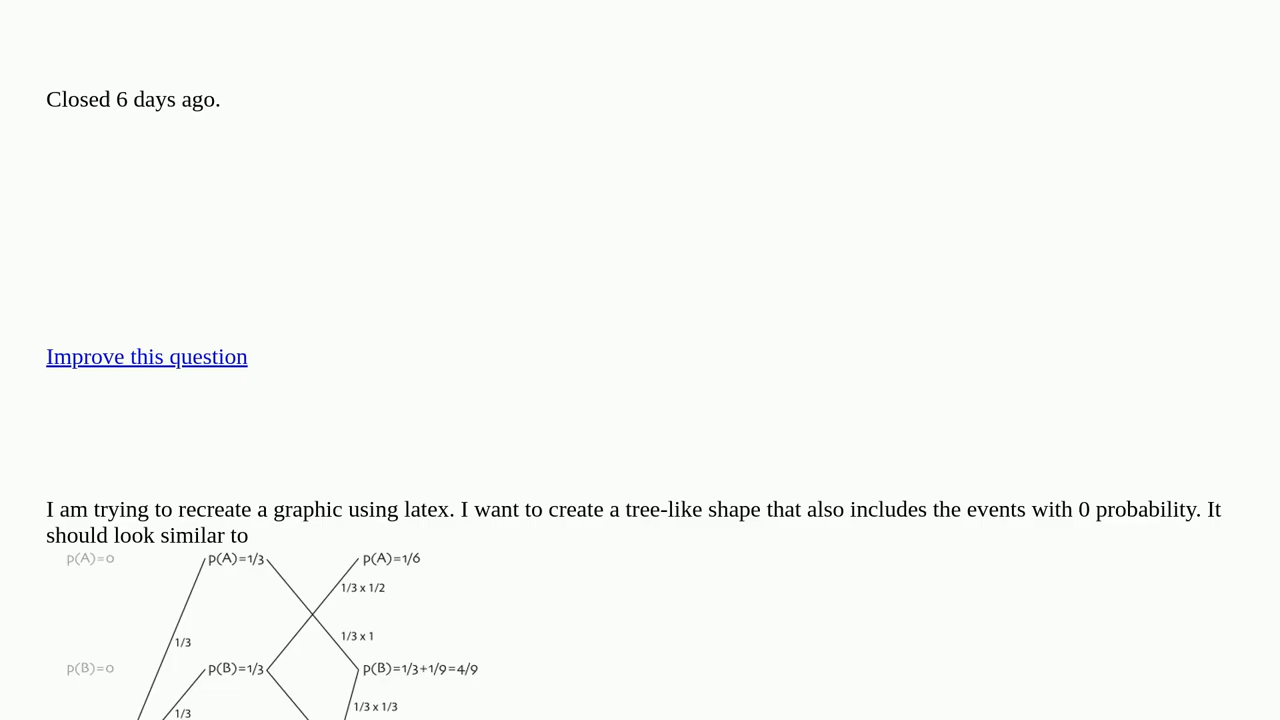 Closed 6 days ago.
Improve this question
I am trying to recreate a graphic using latex. I want to create a tree-like shape that also includes the events with 0 probability. It
should look similar to
p(A)=0 p(A)=1/3 p(A)=1/6
1/3 x 1/2
1/3 x 1
1/3
p(B)=0 p(B)=1/3 p(B)=1/3+1/9=4/9
1/3 x 1/3
1/3